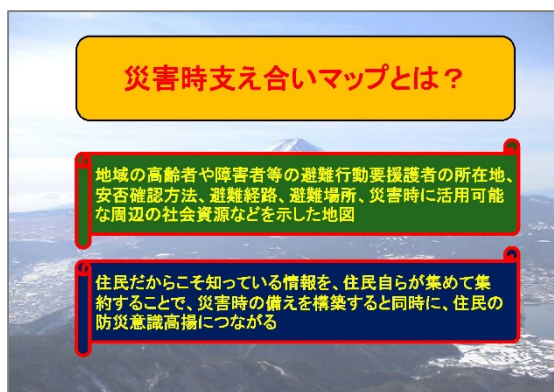 災害時支え合いマップとは？
地域の高齢者や障害者等の避難行動要援護者の所在地、
安否確認方法、避難経路、避難場所、災害時に活用可能
な周辺の社会資源などを示した地図
住民だからこそ知っている情報を、住民自らが集めて集
約することで、災害時の備えを構築すると同時に、住民の
防災意識高揚につながる